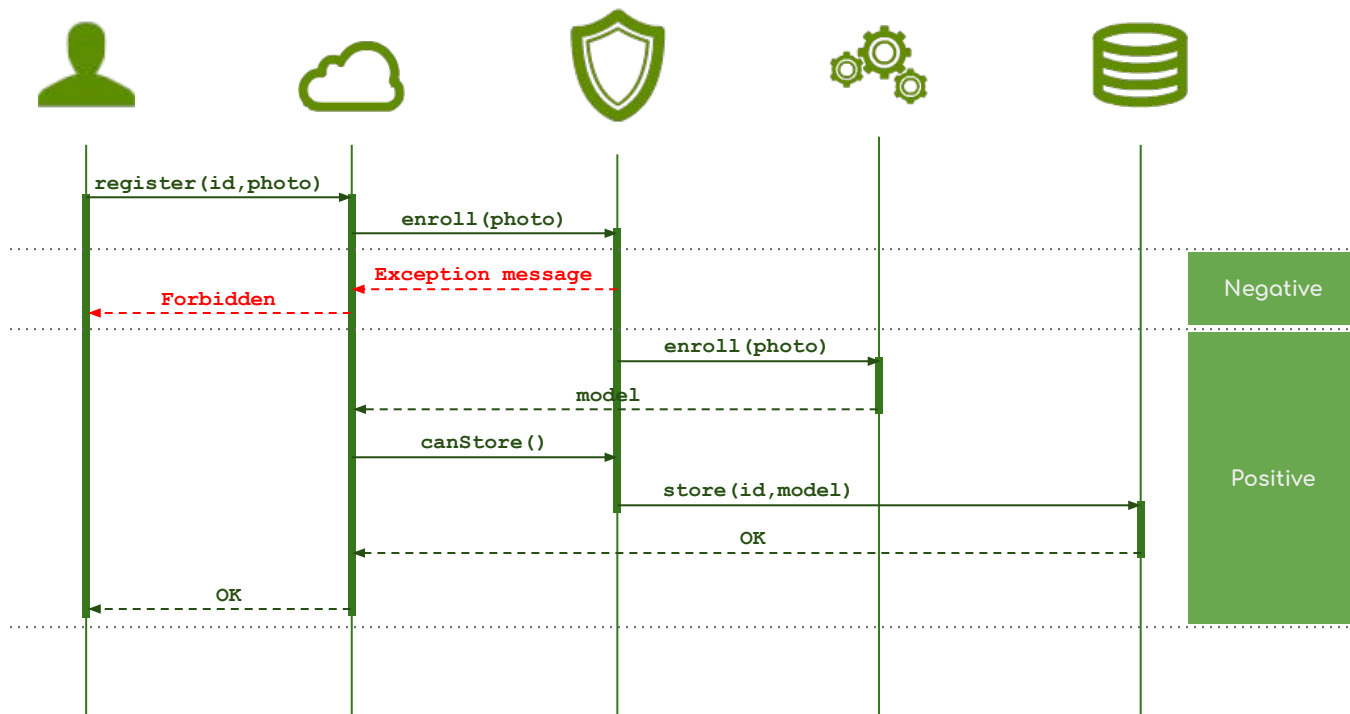 register(id,photo)
enroll(photo)
Exception message
Negative
Forbidden
enroll(photo)
model
canStore()
Positive
store(id,model)
OK
OK